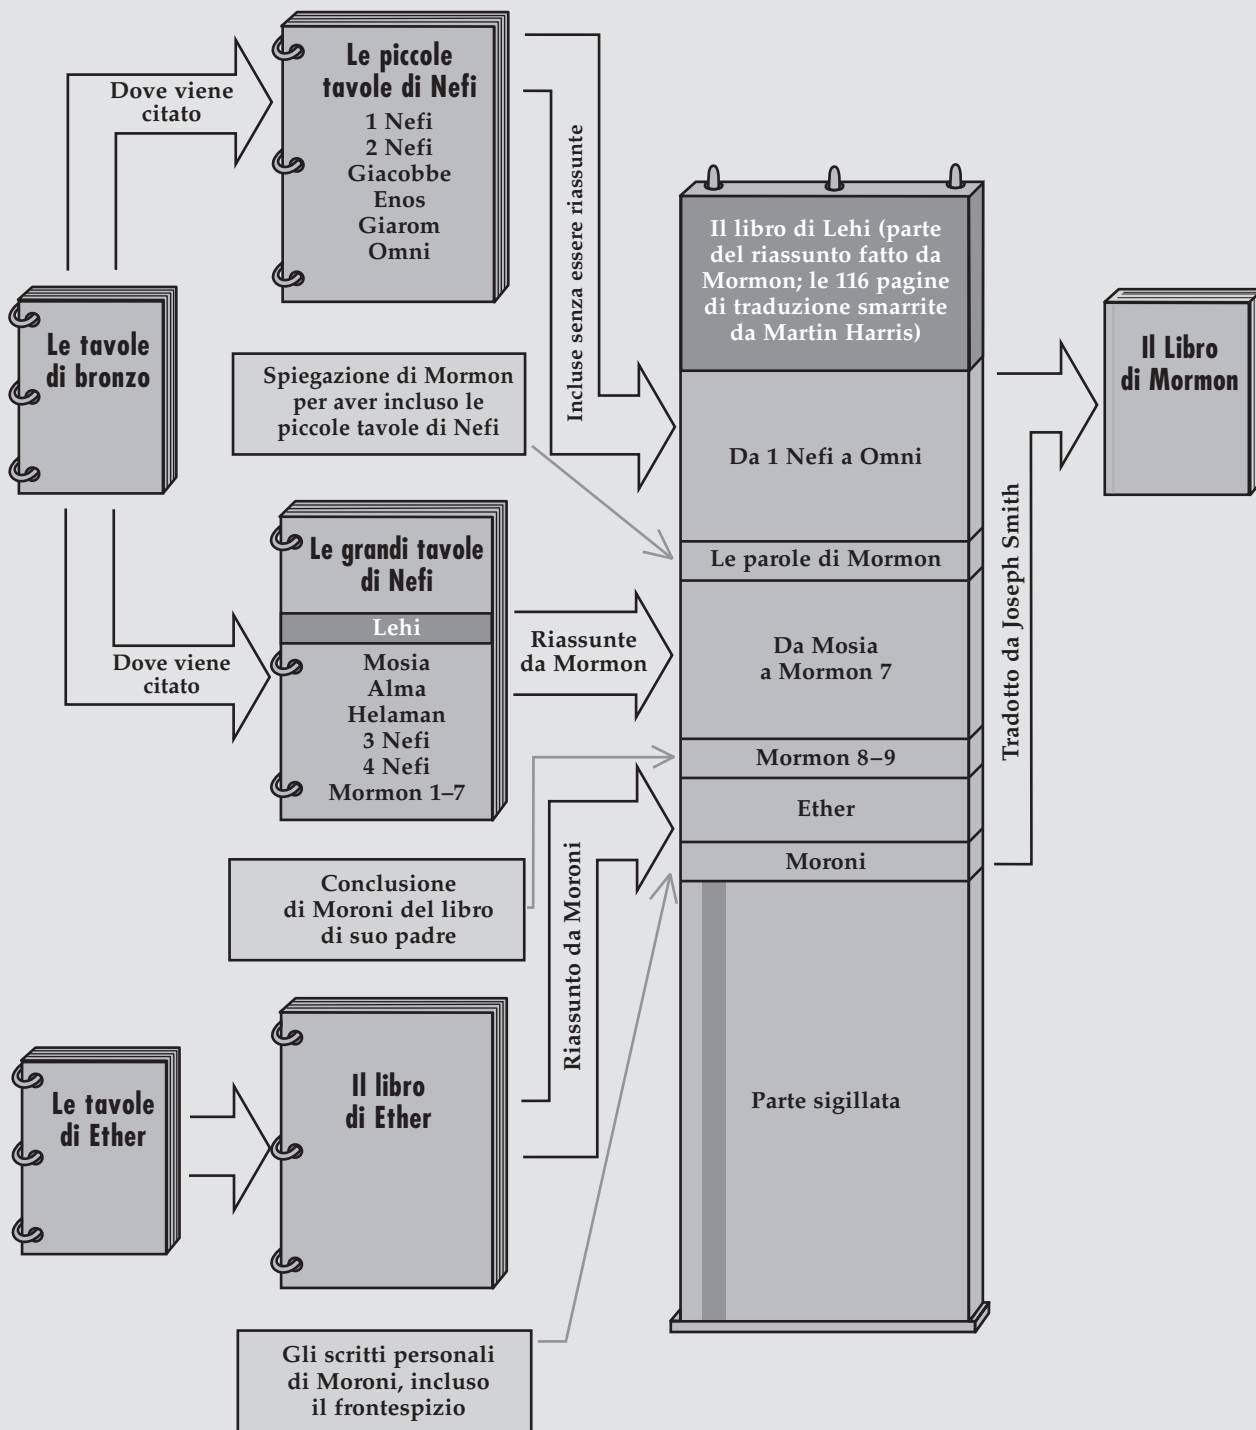 Le piccole
tavole di Nefi
1 Nefi
2 Nefi
Giacobbe
Enos
Giarom
Omni
Dove viene
citato
Incluse senza essere riassunte
Le tavole
di bronzo
Spiegazione di Mormon
per aver incluso le
piccole tavole di Nefi
Il libro di Lehi (parte
del riassunto fatto da
Mormon; le 116 pagine
di traduzione smarrite
da Martin Harris)
Da 1 Nefi a Omni
Le parole di Mormon
Da Mosia
a Mormon 7
Mormon 8–9
Ether
Moroni
Parte sigillata
Il Libro
di Mormon
Tradotto da Joseph Smith
Le grandi tavole
di Nefi
Lehi
Mosia
Alma
Helaman
3 Nefi
4 Nefi
Mormon 1–7
Dove viene
citato
Riassunte
da Mormon
Conclusione
di Moroni del libro
di suo padre
Riassunto da Moroni
Le tavole
di Ether
Il libro
di Ether
Gli scritti personali
di Moroni, incluso
il frontespizio